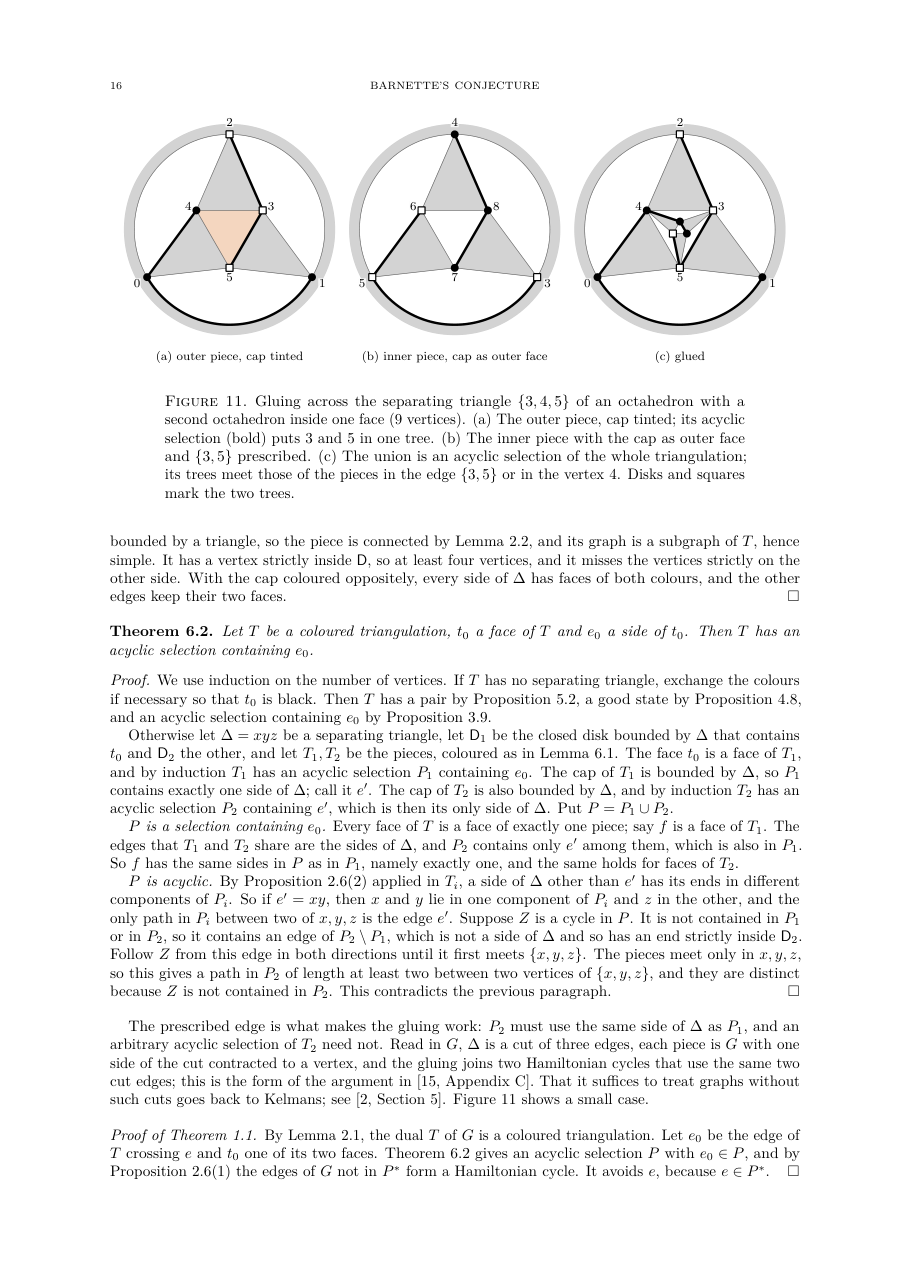 16
BARNETTE'S CONJECTURE
2
4
3
5
0
1
4
6
8
5
7
3
2
4
3
5
0
1
(a) outer piece, cap tinted
(b) inner piece, cap as outer face
(c) glued
FIGURE 11. Gluing across the separating triangle {3, 4, 5} of an octahedron with a
second octahedron inside one face (9 vertices). (a) The outer piece, cap tinted; its acyclic
selection (bold) puts 3 and 5 in one tree. (b) The inner piece with the cap as outer face
and {3, 5} prescribed. (c) The union is an acyclic selection of the whole triangulation;
its trees meet those of the pieces in the edge {3, 5} or in the vertex 4. Disks and squares
mark the two trees.
bounded by a triangle, so the piece is connected by Lemma 2.2, and its graph is a subgraph of T, hence
simple. It has a vertex strictly inside D, so at least four vertices, and it misses the vertices strictly on the
other side. With the cap coloured oppositely, every side of Δ has faces of both colours, and the other
edges keep their two faces. □
Theorem 6.2. Let T be a coloured triangulation, t₀ a face of T and e₀ a side of t₀. Then T has an
acyclic selection containing e₀.
Proof. We use induction on the number of vertices. If T has no separating triangle, exchange the colours
if necessary so that t₀ is black. Then T has a pair by Proposition 5.2, a good state by Proposition 4.8,
and an acyclic selection containing e₀ by Proposition 3.9.
Otherwise let Δ = xyz be a separating triangle, let D₁ be the closed disk bounded by Δ that contains
t₀ and D₂ the other, and let T₁, T₂ be the pieces, coloured as in Lemma 6.1. The face t₀ is a face of T₁,
and by induction T₁ has an acyclic selection P₁ containing e₀. The cap of T₁ is bounded by Δ, so P₁
contains exactly one side of Δ; call it e′. The cap of T₂ is also bounded by Δ, and by induction T₂ has an
acyclic selection P₂ containing e′, which is then its only side of Δ. Put P = P₁ ∪ P₂.
P is a selection containing e₀. Every face of T is a face of exactly one piece; say f is a face of T₁. The
edges that T₁ and T₂ share are the sides of Δ, and P₂ contains only e′ among them, which is also in P₁.
So f has the same sides in P as in P₁, namely exactly one, and the same holds for faces of T₂.
P is acyclic. By Proposition 2.6(2) applied in Tᵢ, a side of Δ other than e′ has its ends in different
components of Pᵢ. So if e′ = xy, then x and y lie in one component of Pᵢ and z in the other, and the
only path in Pᵢ between two of x, y, z is the edge e′. Suppose Z is a cycle in P. It is not contained in P₁
or in P₂, so it contains an edge of P₂ \ P₁, which is not a side of Δ and so has an end strictly inside D₂.
Follow Z from this edge in both directions until it first meets {x, y, z}. The pieces meet only in x, y, z,
so this gives a path in P₂ of length at least two between two vertices of {x, y, z}, and they are distinct
because Z is not contained in P₂. This contradicts the previous paragraph. □
The prescribed edge is what makes the gluing work: P₂ must use the same side of Δ as P₁, and an
arbitrary acyclic selection of T₂ need not. Read in G, Δ is a cut of three edges, each piece is G with one
side of the cut contracted to a vertex, and the gluing joins two Hamiltonian cycles that use the same two
cut edges; this is the form of the argument in [15, Appendix C]. That it suffices to treat graphs without
such cuts goes back to Kelmans; see [2, Section 5]. Figure 11 shows a small case.
Proof of Theorem 1.1. By Lemma 2.1, the dual T of G is a coloured triangulation. Let e₀ be the edge of
T crossing e and t₀ one of its two faces. Theorem 6.2 gives an acyclic selection P with e₀ ∈ P, and by
Proposition 2.6(1) the edges of G not in P* form a Hamiltonian cycle. It avoids e, because e ∈ P*. □